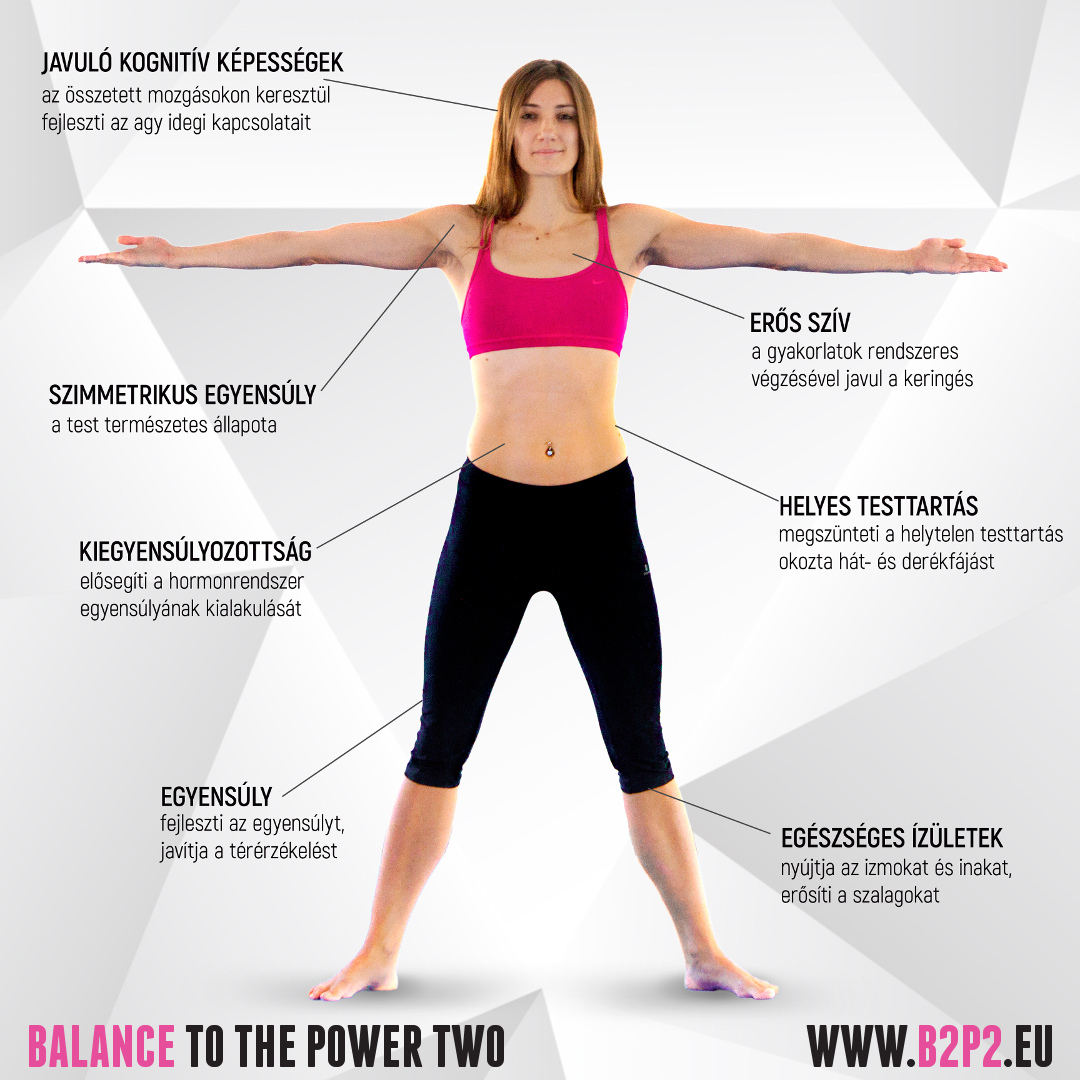 JAVULÓ KOGNITÍV KÉPESSÉGEK
az összetett mozgásokon keresztül
fejleszti az agy idegi kapcsolatait
ERŐS SZÍV
a gyakorlatok rendszeres
végzésével javul a keringés
SZIMMETRIKUS EGYENSÚLY
a test természetes állapota
HELYES TESTTARTÁS
megszünteti a helytelen testtartás
okozta hát- és derékfájást
KIEGYENSÚLYOZOTTSÁG
elősegíti a hormonrendszer
egyensúlyának kialakulását
EGYENSÚLY
fejleszti az egyensúlyt,
javítja a térérzékelést
EGÉSZSÉGES ÍZÜLETEK
nyújtja az izmokat és inakat,
erősíti a szalagokat
BALANCE TO THE POWER TWO
WWW.B2P2.EU